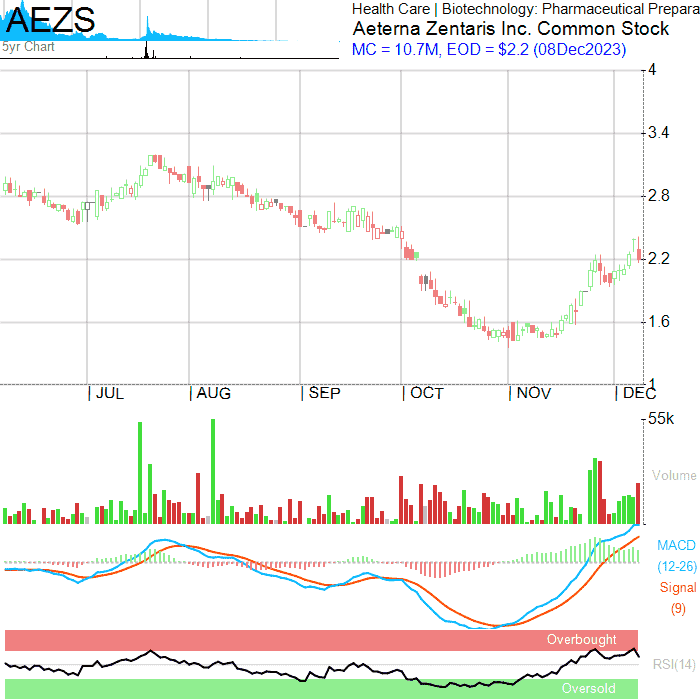 AEZS
5yr Chart
Health Care | Biotechnology: Pharmaceutical Prepara
Aeterna Zentaris Inc. Common Stock
MC = 10.7M, EOD = $2.2 (08Dec2023)
4
3.4
2.8
2.2
1.6
1
JUL AUG SEP OCT NOV DEC
55k
Volume
MACD
(12-26)
Signal
(9)
Overbought
RSI(14)
Oversold